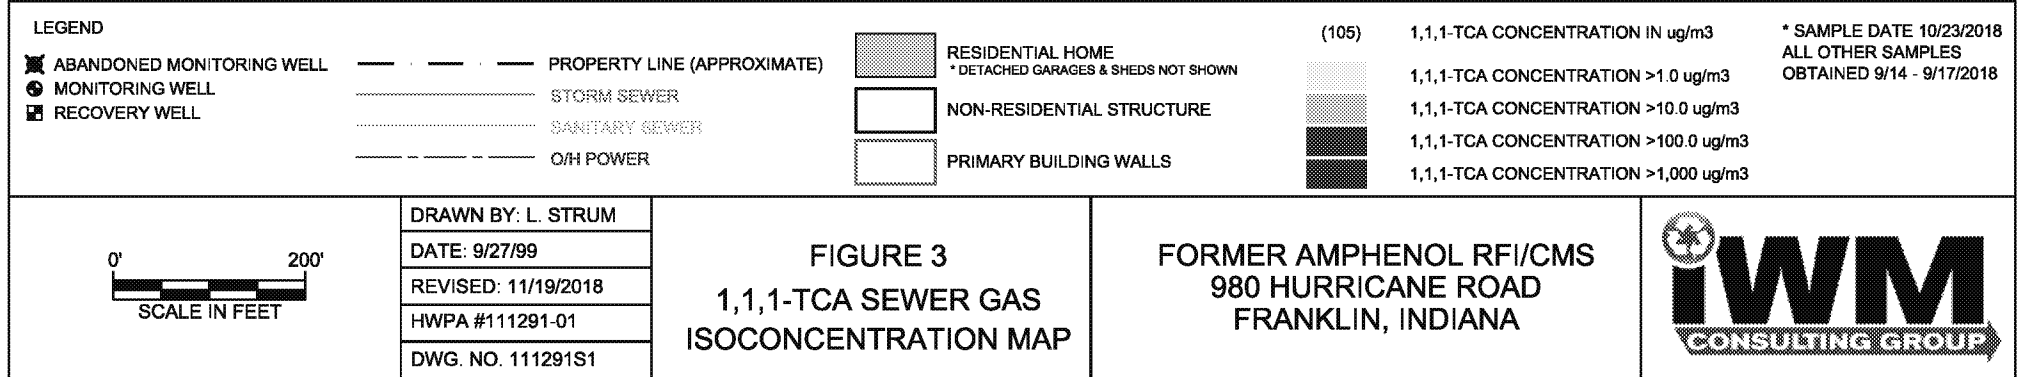 LEGEND
ABANDONED MONITORING WELL
MONITORING WELL
RECOVERY WELL
PROPERTY LINE (APPROXIMATE)
STORM SEWER
SANITARY SEWER
O/H POWER
RESIDENTIAL HOME
* DETACHED GARAGES & SHEDS NOT SHOWN
NON-RESIDENTIAL STRUCTURE
PRIMARY BUILDING WALLS
(105) 1,1,1-TCA CONCENTRATION IN ug/m3
1,1,1-TCA CONCENTRATION >1.0 ug/m3
1,1,1-TCA CONCENTRATION >10.0 ug/m3
1,1,1-TCA CONCENTRATION >100.0 ug/m3
1,1,1-TCA CONCENTRATION >1,000 ug/m3
* SAMPLE DATE 10/23/2018
ALL OTHER SAMPLES
OBTAINED 9/14 - 9/17/2018
0' 200'
SCALE IN FEET
DRAWN BY: L. STRUM
DATE: 9/27/99
REVISED: 11/19/2018
HWPA #111291-01
DWG. NO. 111291S1
FIGURE 3
1,1,1-TCA SEWER GAS
ISOCONCENTRATION MAP
FORMER AMPHENOL RFI/CMS
980 HURRICANE ROAD
FRANKLIN, INDIANA
iWM
CONSULTING GROUP